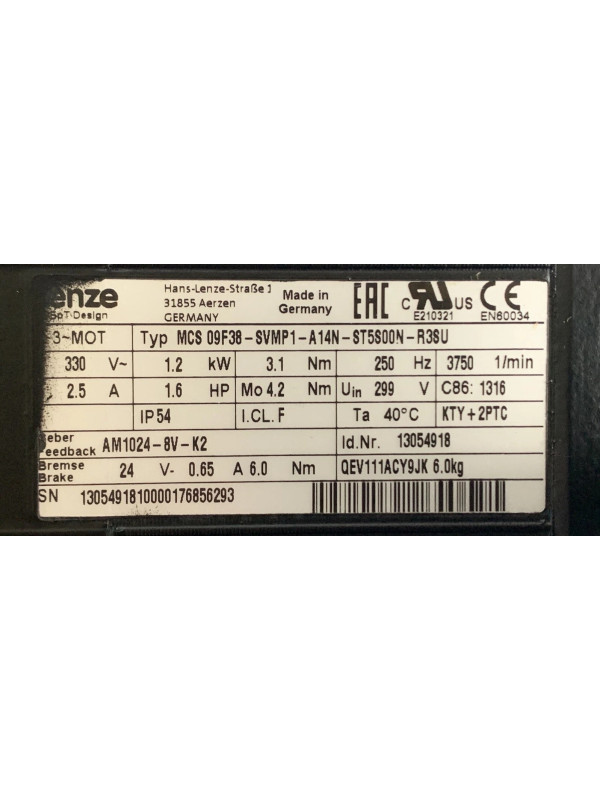 enze Hans-Lenze-Straße 1 Made in EAC c RU US CE
Design 31855 Aerzen Germany E210321 EN60034
GERMANY
3~MOT Typ MCS 09F38-SVMP1-A14N-ST5S00N-R3SU
330 V~ 1.2 kW 3.1 Nm 250 Hz 3750 1/min
2.5 A 1.6 HP Mo 4.2 Nm Uin 299 V C86: 1316
IP54 I.CL. F Ta 40°C KTY+2PTC
eber
eedback AM1024-8V-K2 Id.Nr. 13054918
Bremse
Brake 24 V- 0.65 A 6.0 Nm QEV111ACY9JK 6.0kg
SN 1305491810000176856293